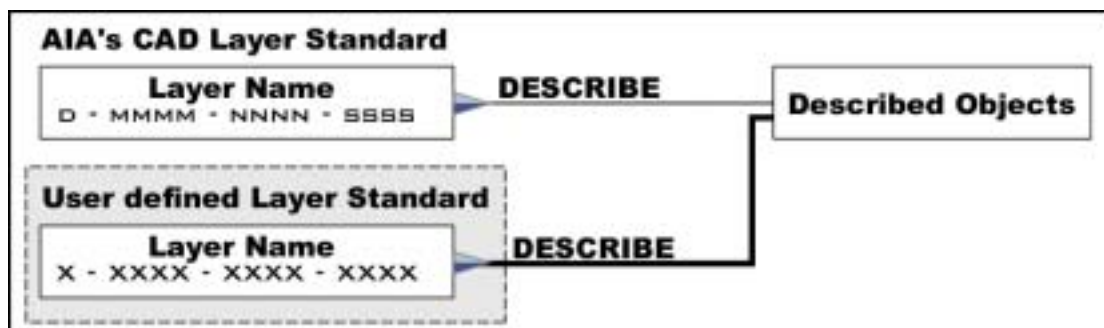 AIA's CAD Layer Standard
Layer Name
D - MMMM - NNNN - SSSS
DESCRIBE
Described Objects
User defined Layer Standard
Layer Name
X - XXXX - XXXX - XXXX
DESCRIBE